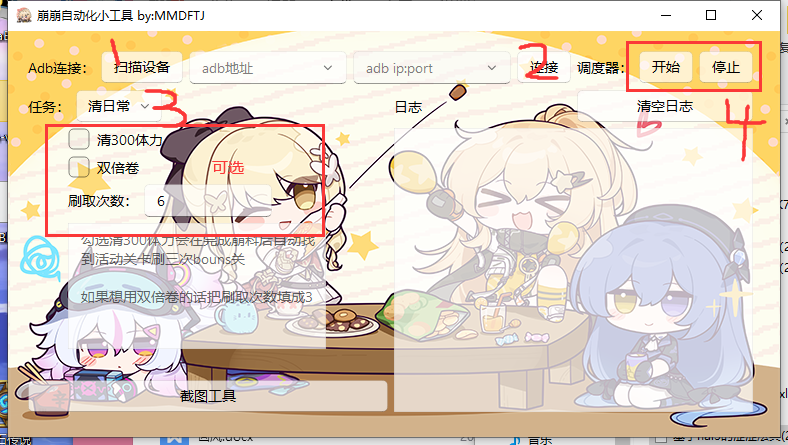 崩崩自动化小工具 by:MMDFTJ
Adb连接： 1 扫描设备 adb地址 adb ip:port 2 连接 调度器： 开始 停止
任务： 清日常 3 日志 清空日志 4
清300体力
双倍卷 可选
刷取次数： 6
勾选清300体力会在完成崩料后自动找
到活动关卡刷三次bouns关
如果想用双倍卷的话把刷取次数填成3
截图工具
音乐